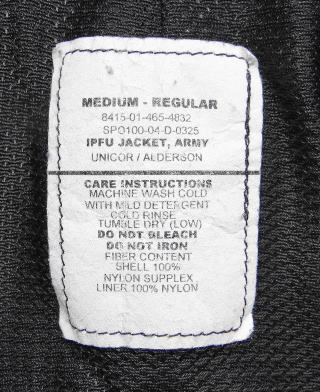 MEDIUM - REGULAR
8415-01-465-4832
SPO100-04-D-0325
IPFU JACKET, ARMY
UNICOR / ALDERSON
CARE INSTRUCTIONS
MACHINE WASH COLD
WITH MILD DETERGENT
COLD RINSE
TUMBLE DRY (LOW)
DO NOT BLEACH
DO NOT IRON
FIBER CONTENT
SHELL 100%
NYLON SUPPLEX
LINER 100% NYLON